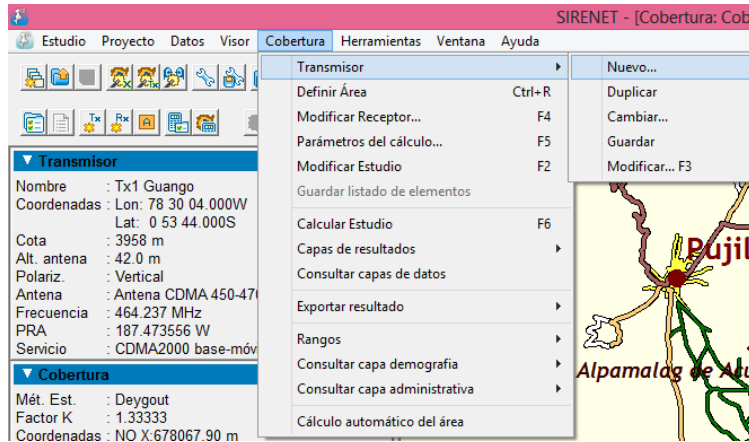 SIRENET - [Cobertura: Cob
Estudio Proyecto Datos Visor Cobertura Herramientas Ventana Ayuda
Transmisor
Nuevo...
Definir Área Ctrl+R
Duplicar
Modificar Receptor... F4
Cambiar...
Parámetros del cálculo... F5
Guardar
Modificar Estudio F2
Modificar... F3
Guardar listado de elementos
Calcular Estudio F6
Capas de resultados
Consultar capas de datos
Exportar resultado
Rangos
Consultar capa demografia
Consultar capa administrativa
Cálculo automático del área
Tx Rx
Transmisor
Nombre : Tx1 Guango
Coordenadas : Lon: 78 30 04.000W
Lat: 0 53 44.000S
Cota : 3958 m
Alt. antena : 42.0 m
Polariz. : Vertical
Antena : Antena CDMA 450-47
Frecuencia : 464.237 MHz
PRA : 187.473556 W
Servicio : CDMA2000 base-móv
Cobertura
Mét. Est. : Deygout
Factor K : 1.33333
Coordenadas : NO X:678067.90 m
Pujil
Alpamalag de Acu